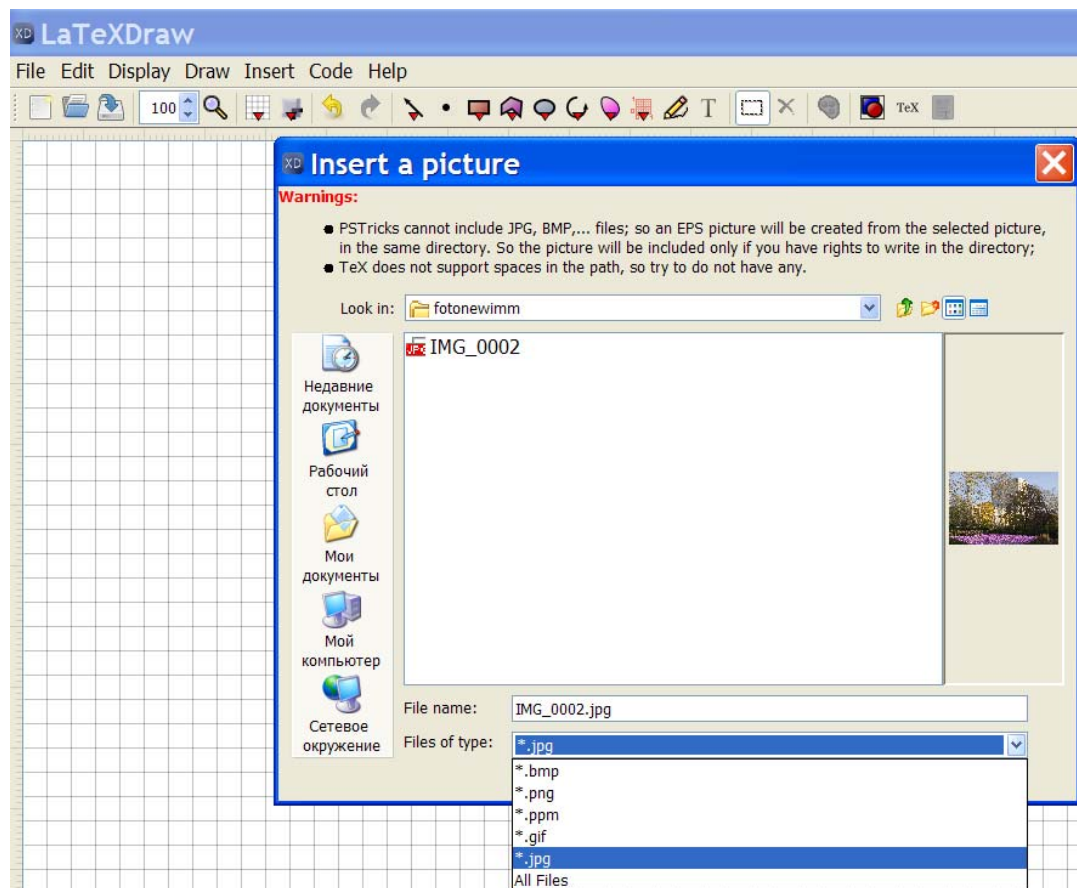 LaTeXDraw
File Edit Display Draw Insert Code Help
100 T TeX
Insert a picture
Warnings:
PSTricks cannot include JPG, BMP,... files; so an EPS picture will be created from the selected picture,
in the same directory. So the picture will be included only if you have rights to write in the directory;
TeX does not support spaces in the path, so try to do not have any.
Look in: fotonewimm
IMG_0002
Недавние
документы
Рабочий
стол
Мои
документы
Мой
компьютер
Сетевое
окружение
File name: IMG_0002.jpg
Files of type: *.jpg
*.bmp
*.png
*.ppm
*.gif
*.jpg
All Files